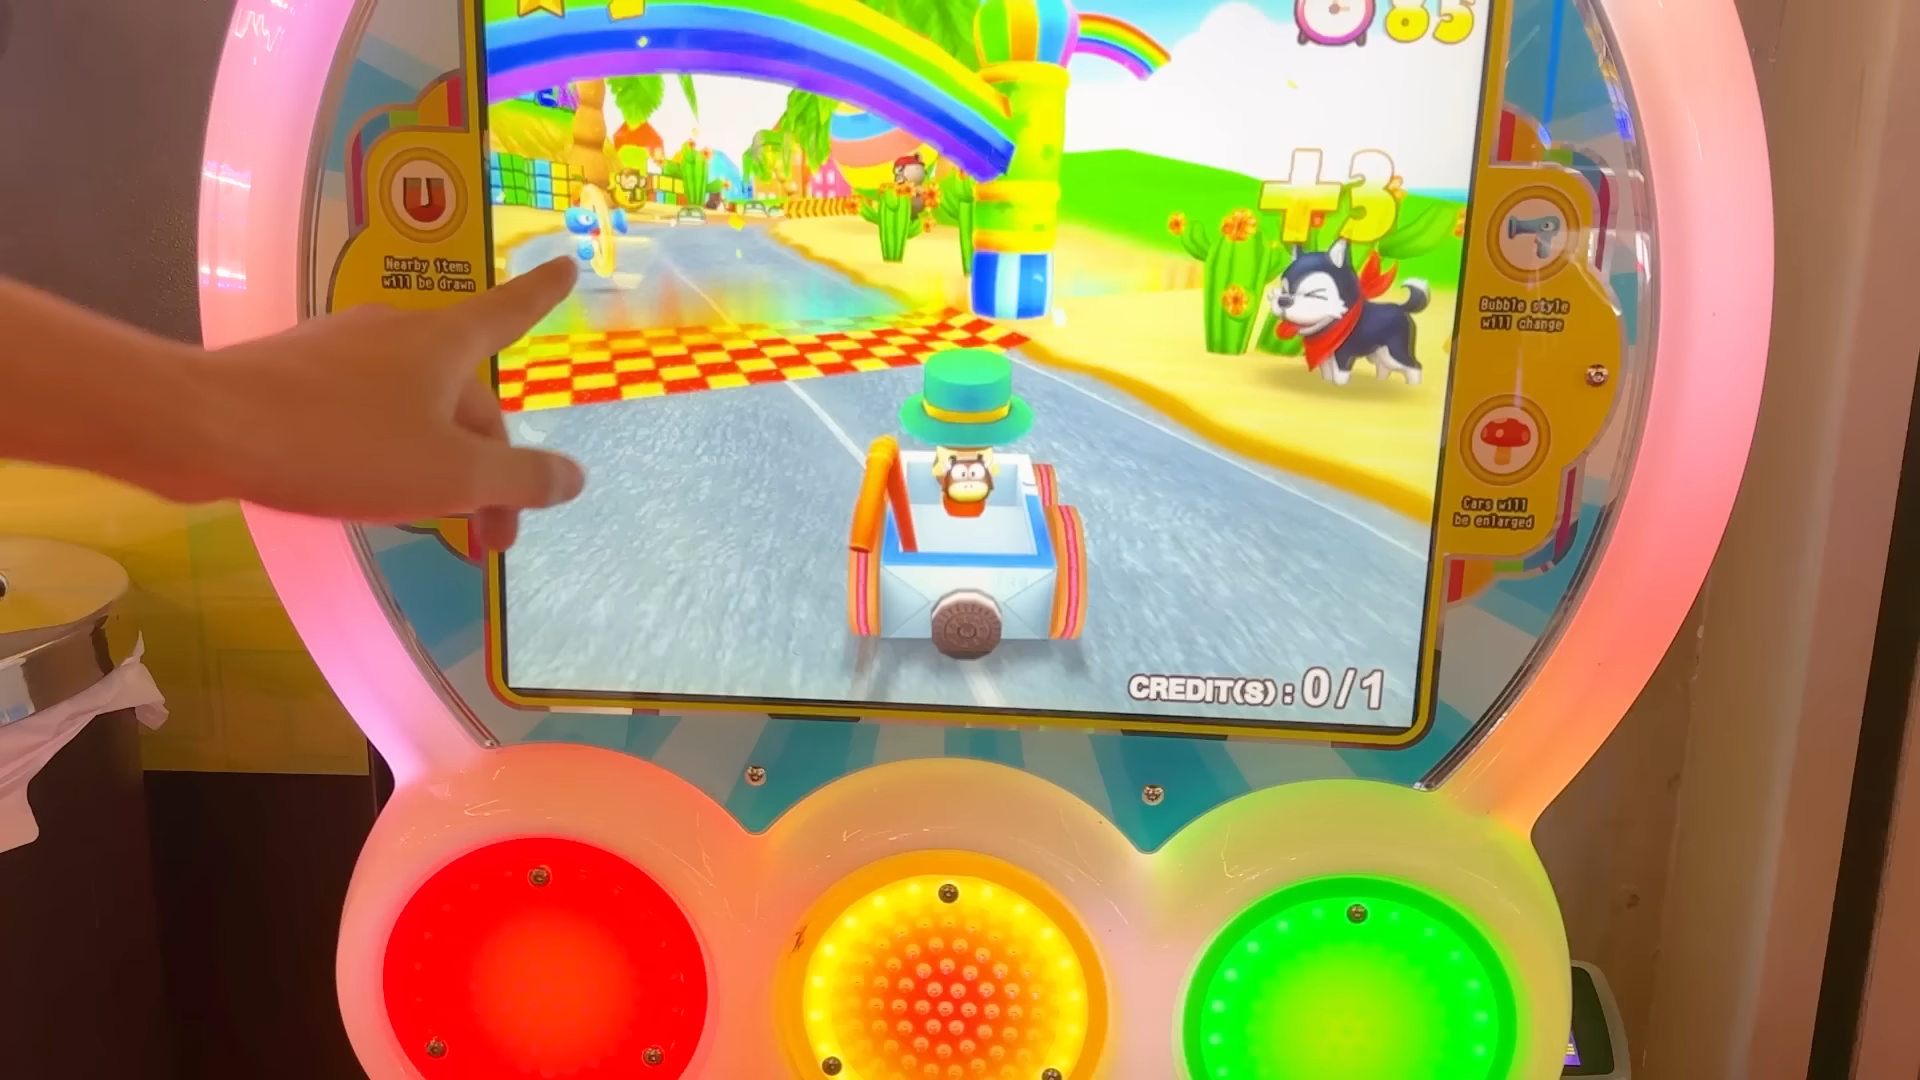 85
+3
Nearby items
will be drawn
Bubble style
will change
Cars will
be enlarged
CREDIT(S): 0/1